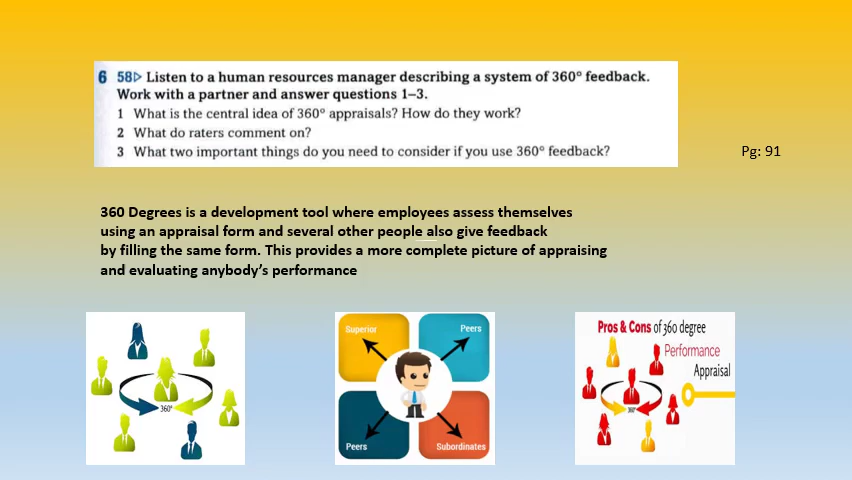 6 58▷ Listen to a human resources manager describing a system of 360° feedback.
Work with a partner and answer questions 1–3.
1 What is the central idea of 360° appraisals? How do they work?
2 What do raters comment on?
3 What two important things do you need to consider if you use 360° feedback?
Pg: 91
360 Degrees is a development tool where employees assess themselves
using an appraisal form and several other people also give feedback
by filling the same form. This provides a more complete picture of appraising
and evaluating anybody's performance
360°
Superior
Peers
Peers
Subordinates
Pros & Cons of 360 degree
Performance
Appraisal
360°